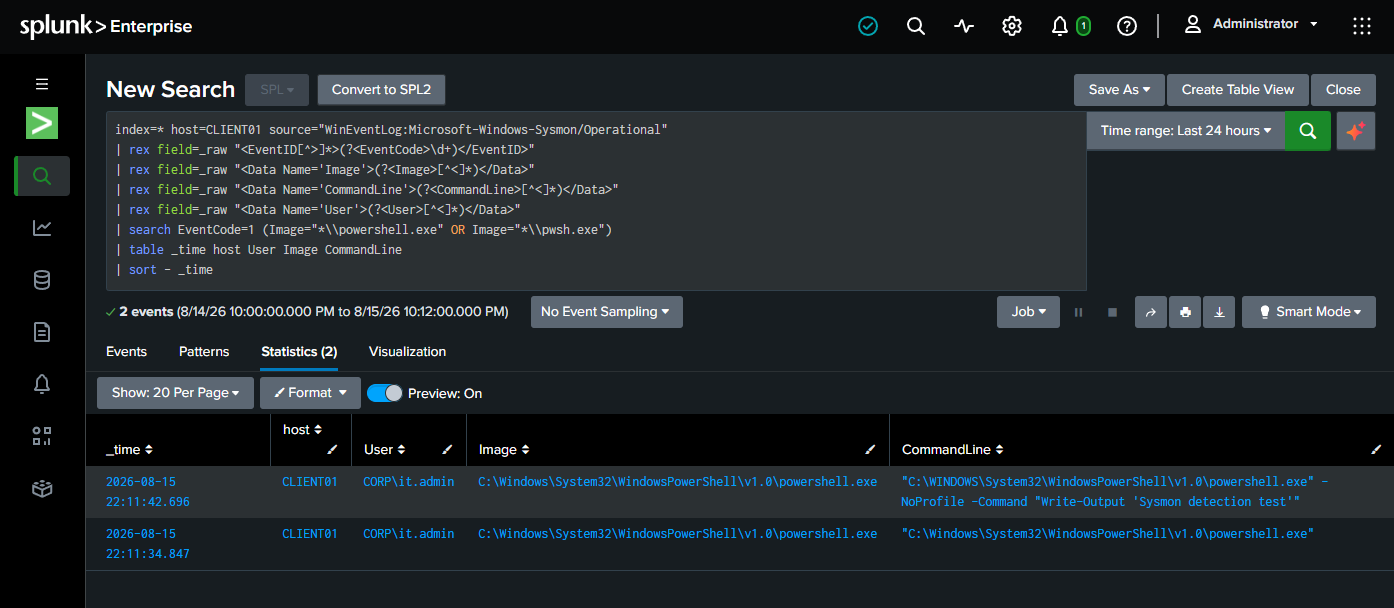 splunk> Enterprise
1
Administrator
New Search
SPL
Convert to SPL2
Save As
Create Table View
Close
index=* host=CLIENT01 source="WinEventLog:Microsoft-Windows-Sysmon/Operational"
| rex field=_raw "<EventID[^>]*>(?<EventCode>\d+)</EventID>"
| rex field=_raw "<Data Name='Image'>(?<Image>[^<]*)</Data>"
| rex field=_raw "<Data Name='CommandLine'>(?<CommandLine>[^<]*)</Data>"
| rex field=_raw "<Data Name='User'>(?<User>[^<]*)</Data>"
| search EventCode=1 (Image="*\\powershell.exe" OR Image="*\\pwsh.exe")
| table _time host User Image CommandLine
| sort - _time
Time range: Last 24 hours
2 events (8/14/26 10:00:00.000 PM to 8/15/26 10:12:00.000 PM)
No Event Sampling
Job
Smart Mode
Events
Patterns
Statistics (2)
Visualization
Show: 20 Per Page
Format
Preview: On
_time
host
User
Image
CommandLine
2026-08-15
22:11:42.696
CLIENT01
CORP\it.admin
C:\Windows\System32\WindowsPowerShell\v1.0\powershell.exe
"C:\WINDOWS\System32\WindowsPowerShell\v1.0\powershell.exe" -
NoProfile -Command "Write-Output 'Sysmon detection test'"
2026-08-15
22:11:34.847
CLIENT01
CORP\it.admin
C:\Windows\System32\WindowsPowerShell\v1.0\powershell.exe
"C:\Windows\System32\WindowsPowerShell\v1.0\powershell.exe"